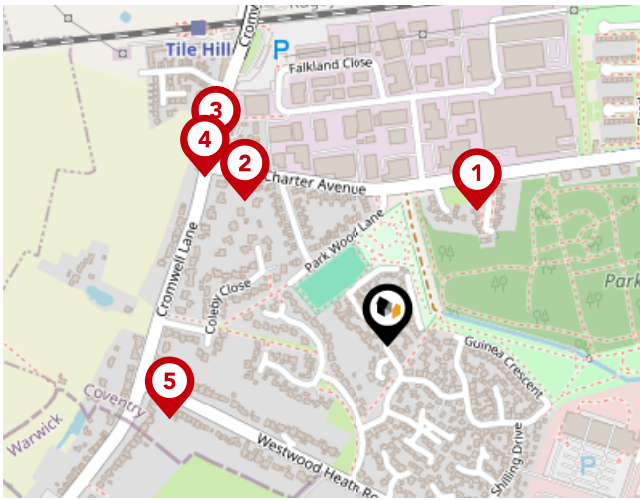 Cromw
Tile Hill
P
Falkland Close
3
4
2
1
Charter Avenue
Park Wood Lane
Park
Cromwell Lane
Coleby Close
Guinea Crescent
5
Coventry
Warwick
Westwood Heath Ro
Shilling Drive
P